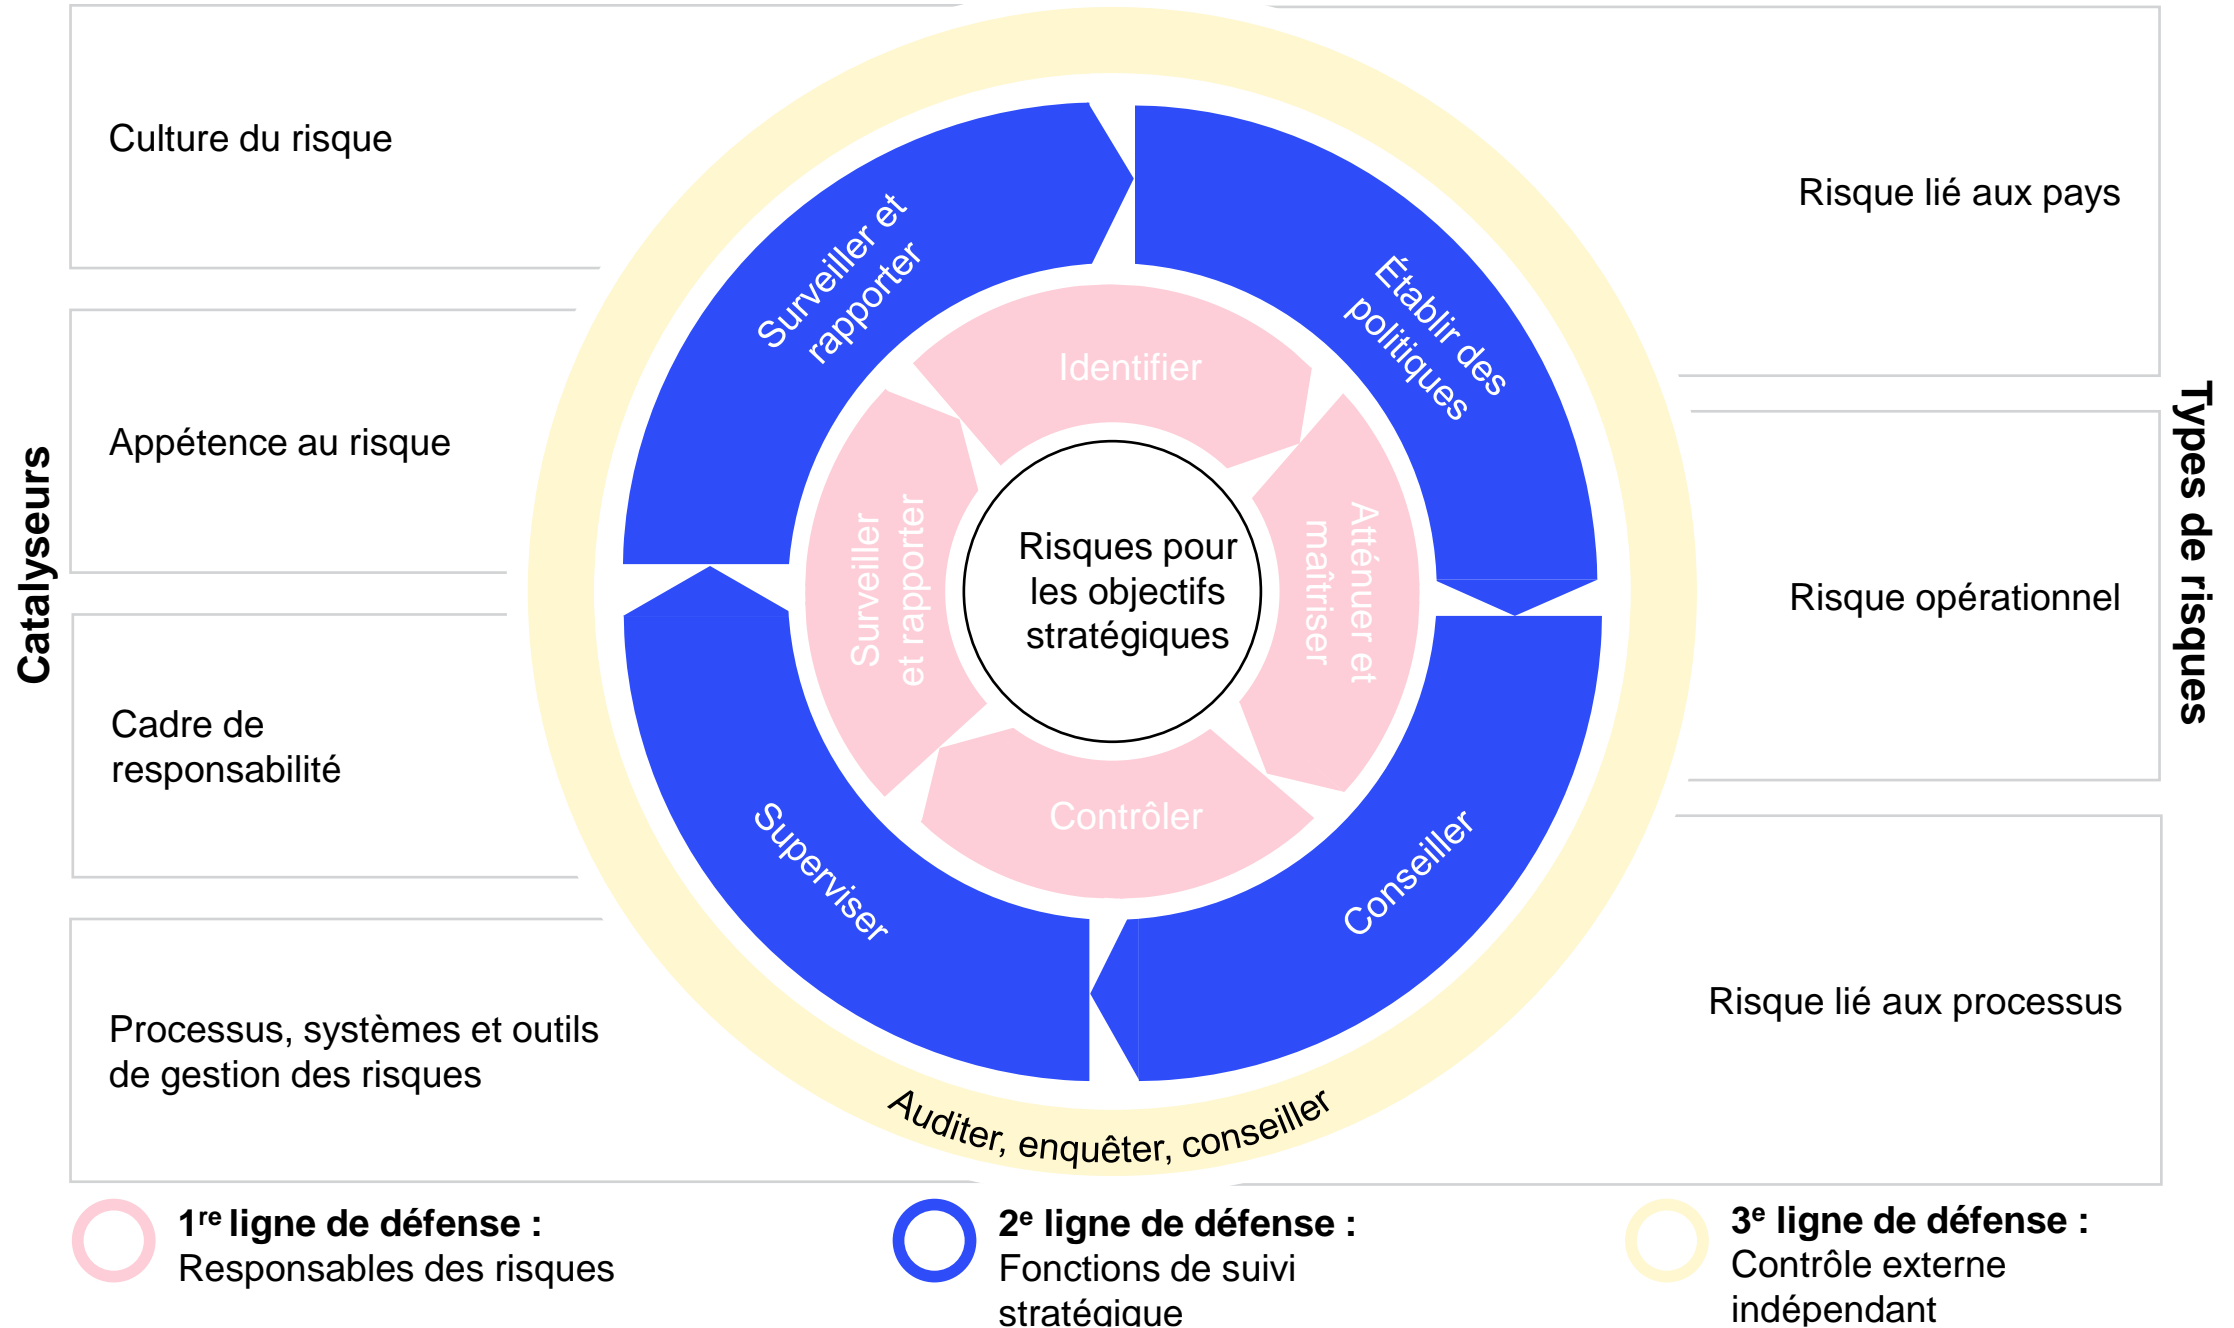 Catalyseurs
Culture du risque
Appétence au risque
Cadre de
responsabilité
Processus, systèmes et outils
de gestion des risques
Surveiller et
rapporter
Établir des
politiques
Conseiller
Superviser
Identifier
Atténuer et
maîtriser
Contrôler
Surveiller
et rapporter
Risques pour
les objectifs
stratégiques
Auditer, enquêter, conseiller
Types de risques
Risque lié aux pays
Risque opérationnel
Risque lié aux processus
1re ligne de défense :
Responsables des risques
2e ligne de défense :
Fonctions de suivi
stratégique
3e ligne de défense :
Contrôle externe
indépendant